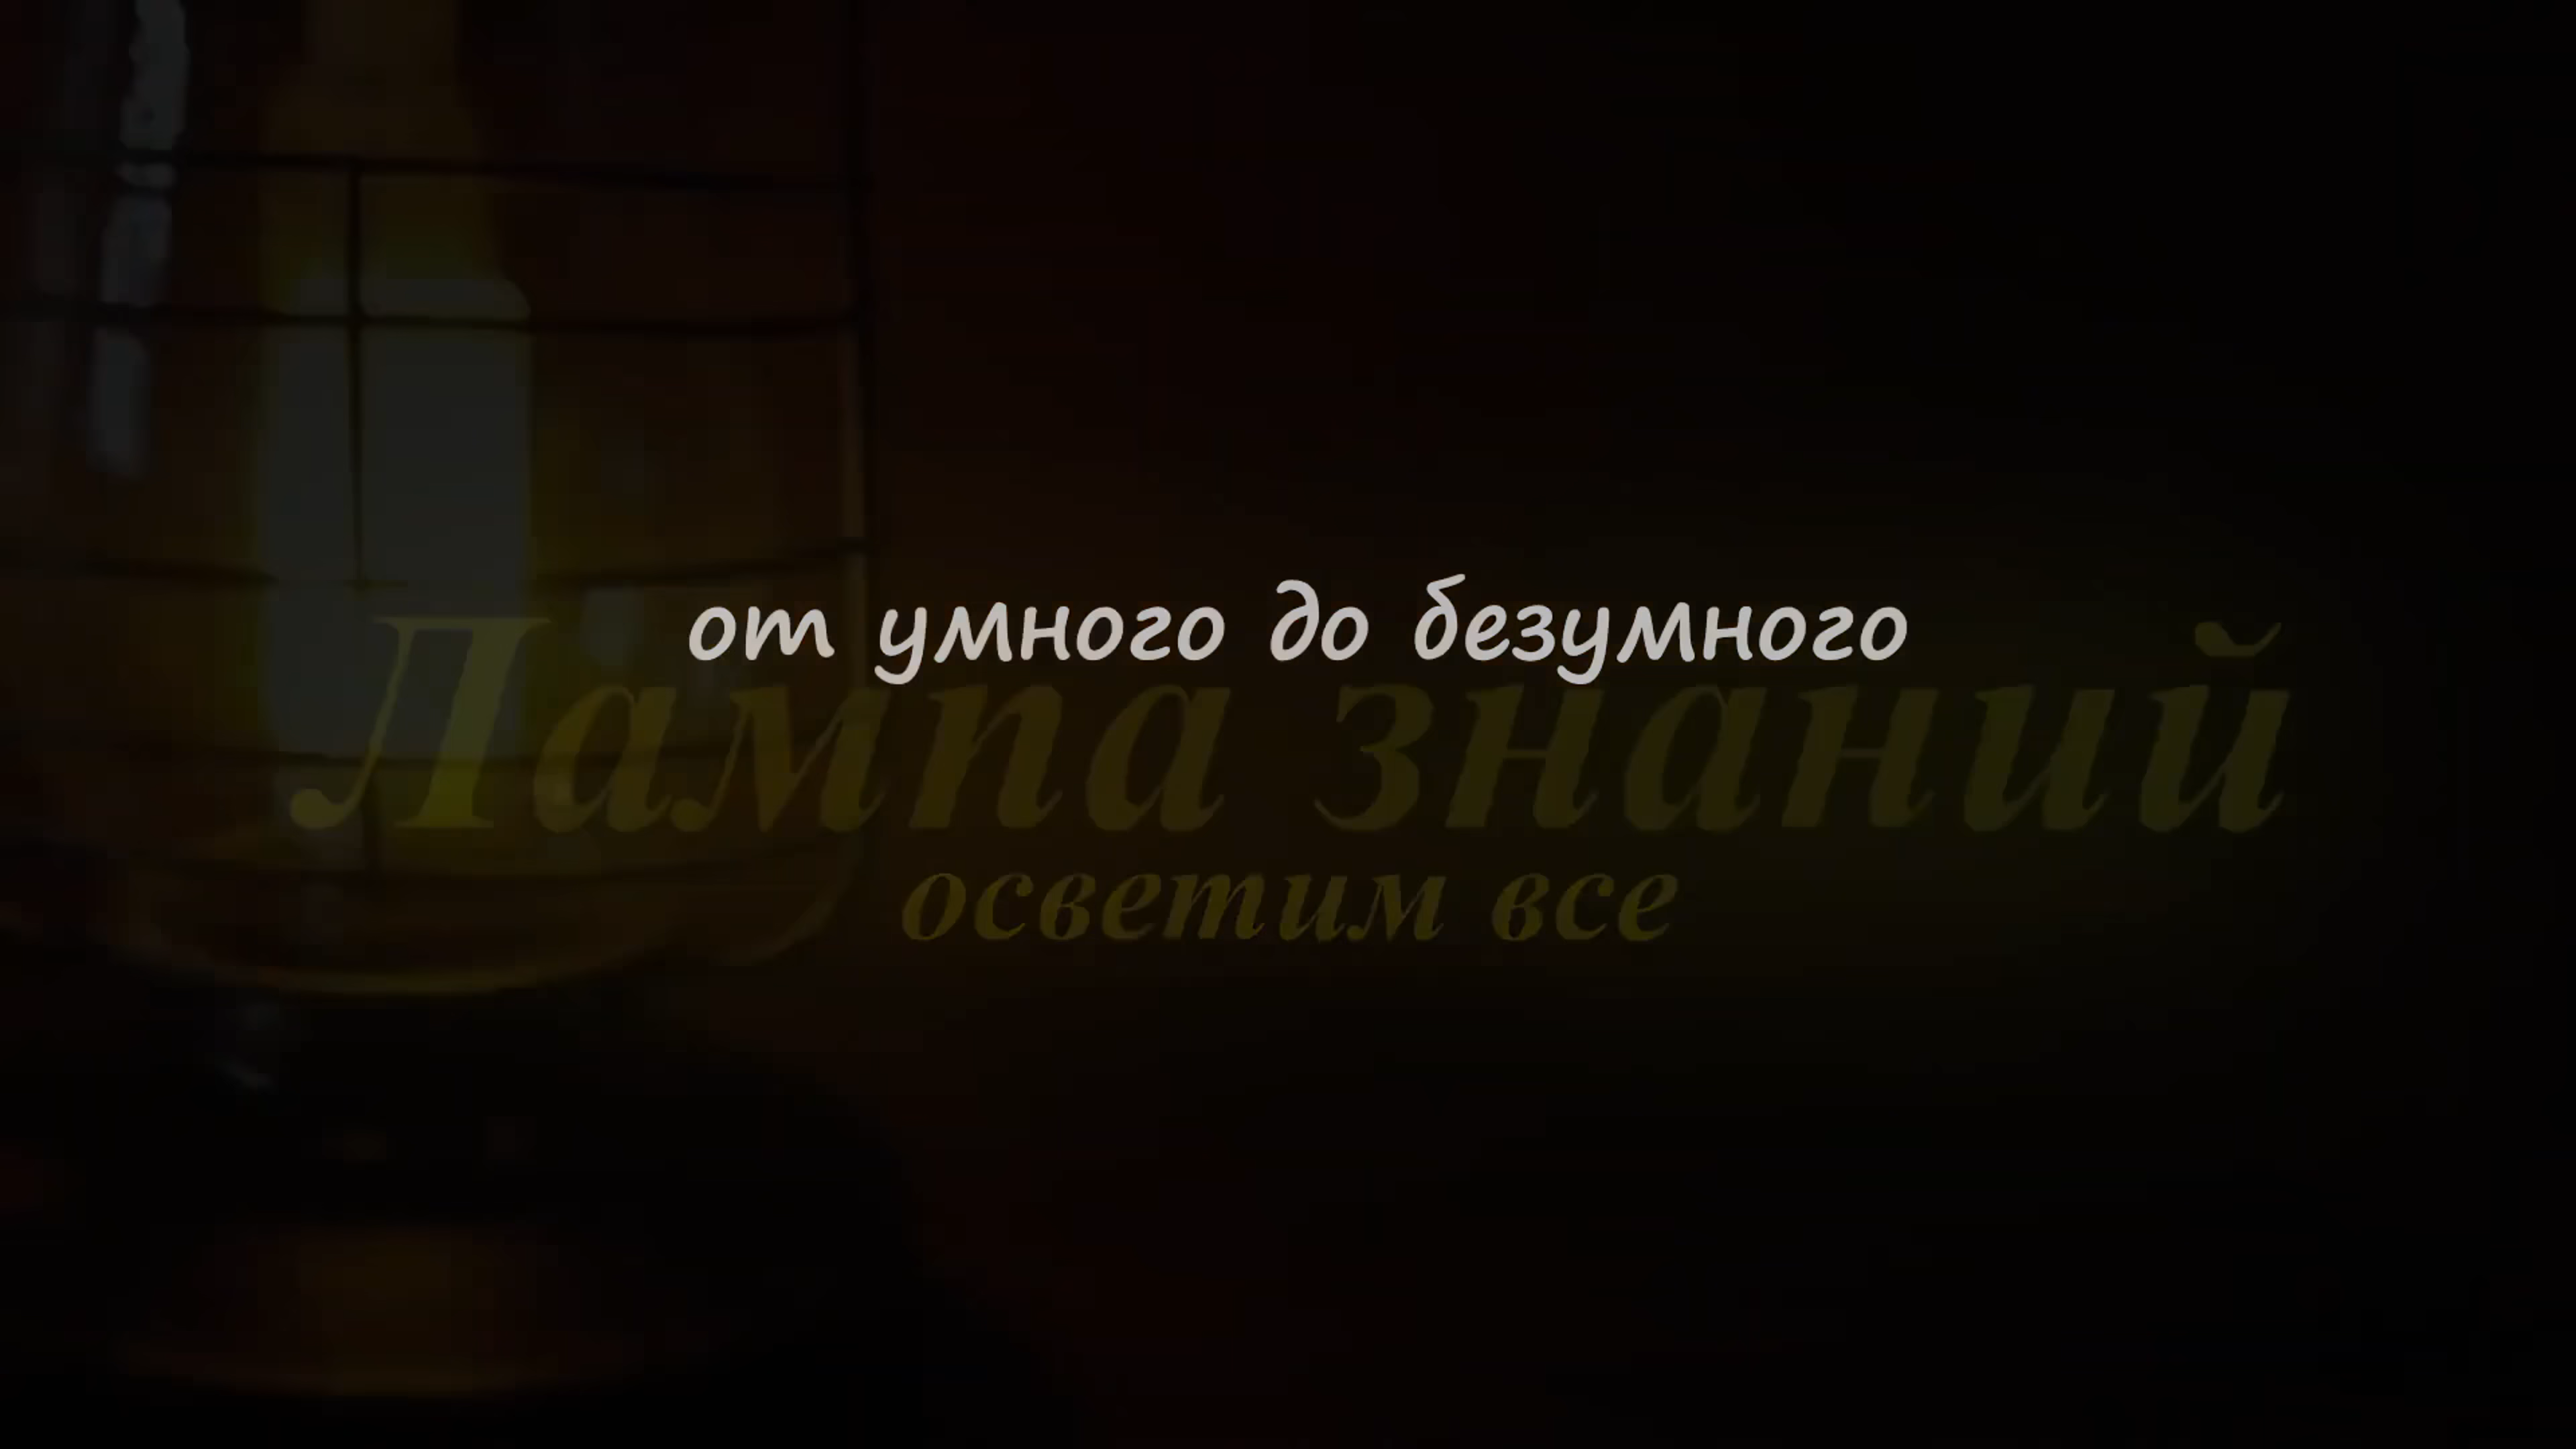 от умного до безумного
Лампа знаний
осветим все